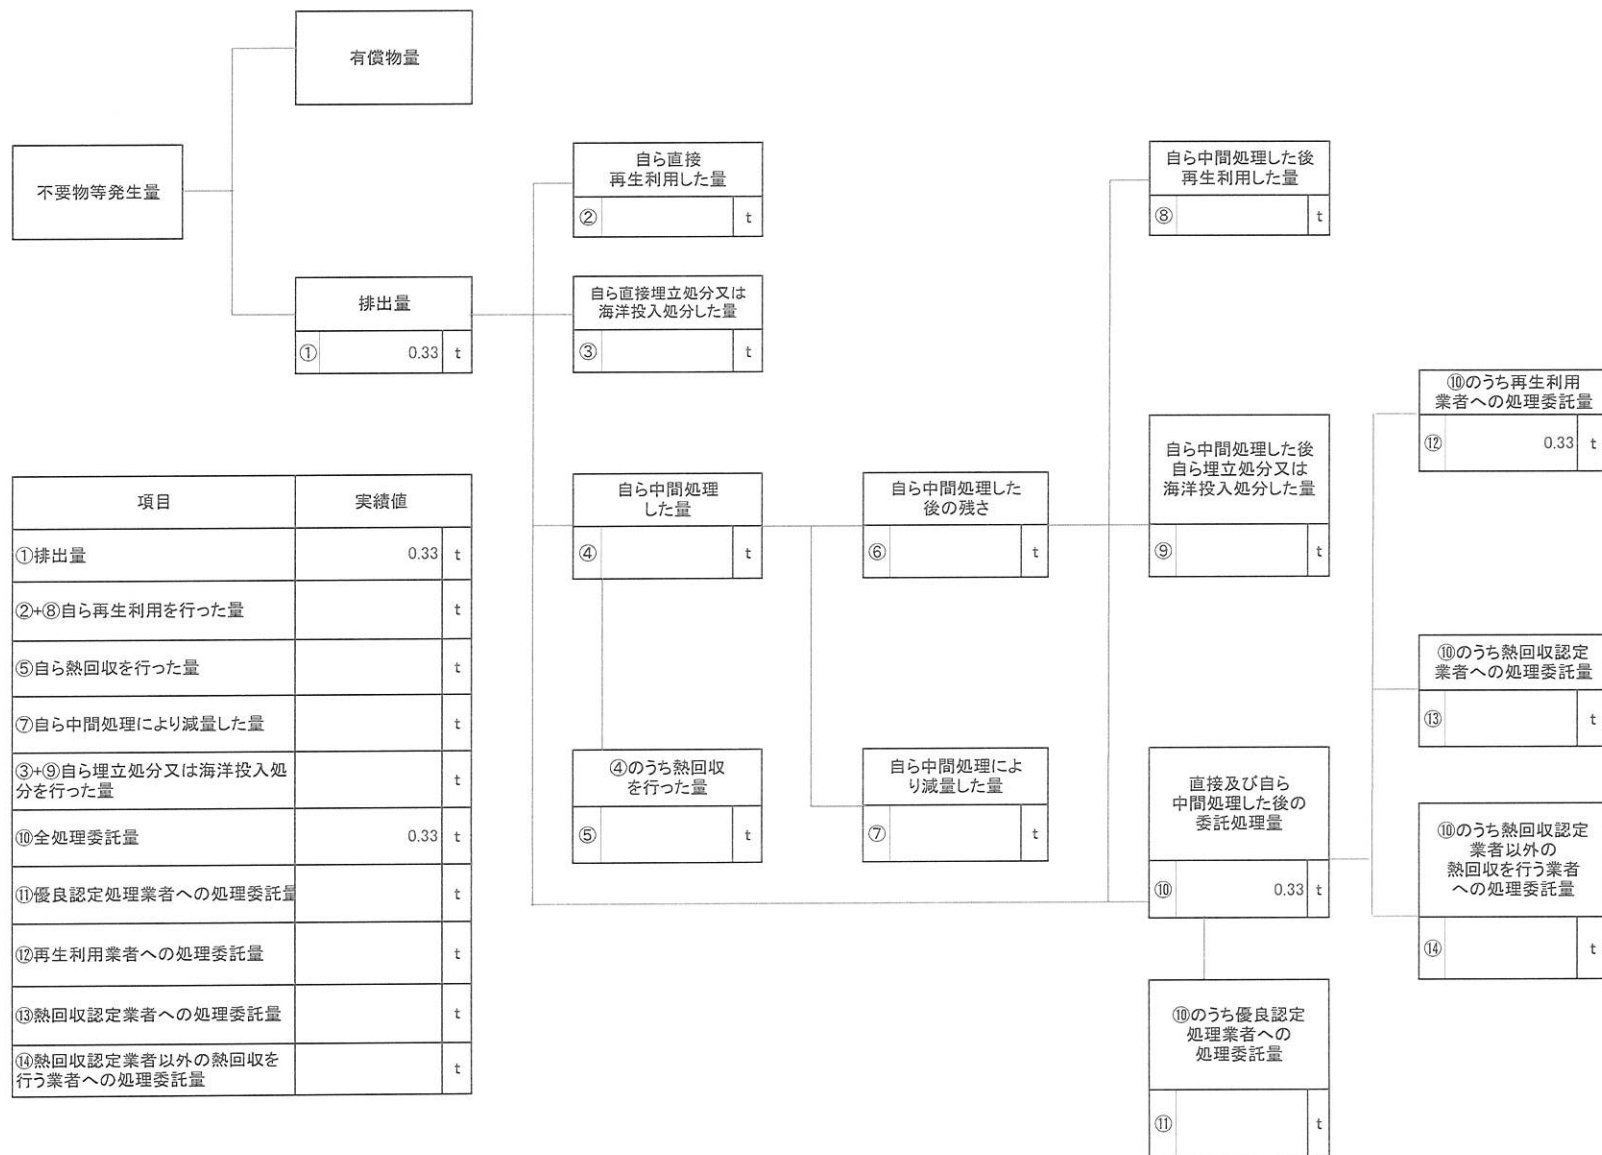 有償物量
不要物等発生量
排出量
① 0.33 t
自ら直接
再生利用した量
② t
自ら直接埋立処分又は
海洋投入処分した量
③ t
自ら中間処理
した量
④ t
④のうち熱回収
を行った量
⑤ t
自ら中間処理した
後の残さ
⑥ t
自ら中間処理によ
り減量した量
⑦ t
自ら中間処理した後
再生利用した量
⑧ t
自ら中間処理した後
自ら埋立処分又は
海洋投入処分した量
⑨ t
直接及び自ら
中間処理した後の
委託処理量
⑩ 0.33 t
⑩のうち優良認定
処理業者への
処理委託量
⑪ t
⑩のうち再生利用
業者への処理委託量
⑫ 0.33 t
⑩のうち熱回収認定
業者への処理委託量
⑬ t
⑩のうち熱回収認定
業者以外の
熱回収を行う業者
への処理委託量
⑭ t
項目 実績値
①排出量 0.33 t
②+⑧自ら再生利用を行った量 t
⑤自ら熱回収を行った量 t
⑦自ら中間処理により減量した量 t
③+⑨自ら埋立処分又は海洋投入処
分を行った量 t
⑩全処理委託量 0.33 t
⑪優良認定処理業者への処理委託量 t
⑫再生利用業者への処理委託量 t
⑬熱回収認定業者への処理委託量 t
⑭熱回収認定業者以外の熱回収を
行う業者への処理委託量 t